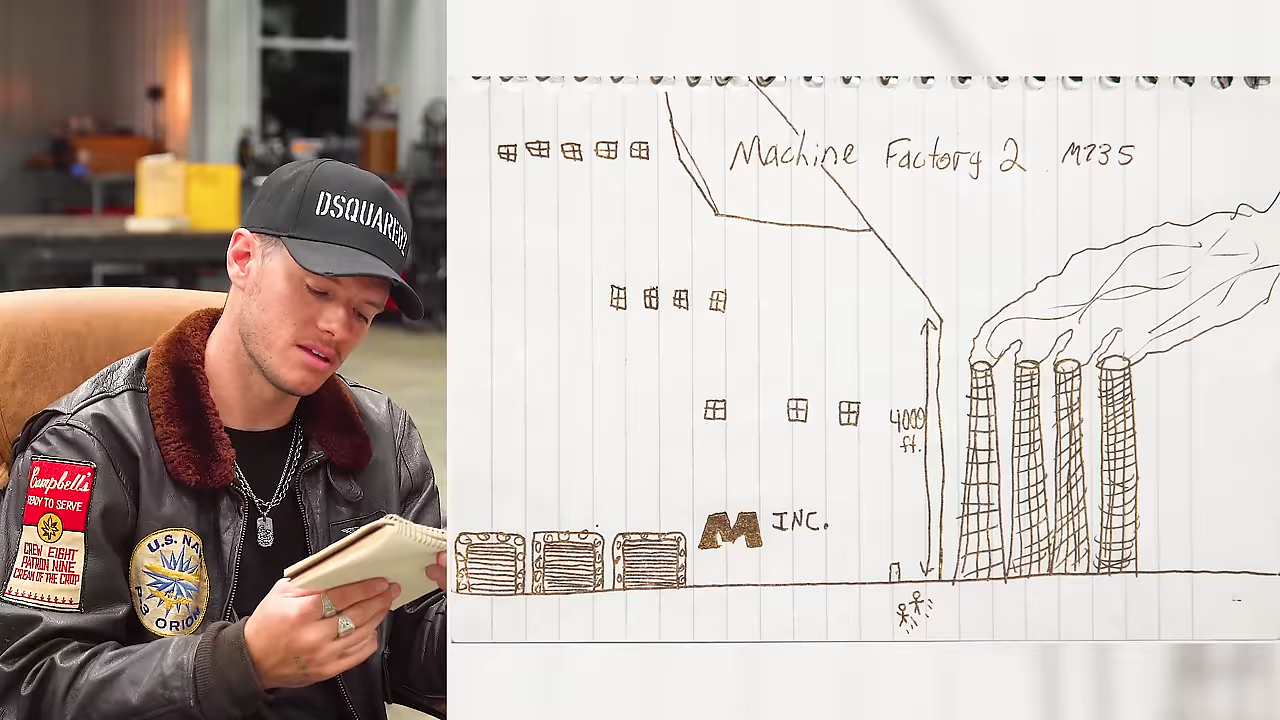 DSQUARED2
Campbell's
READY TO SERVE
CREW EIGHT
PATRON NINE
CREAM OF THE CROP
U.S. NAVY
P-3
ORION
Machine Factory 2 M735
4000
ft.
M INC.